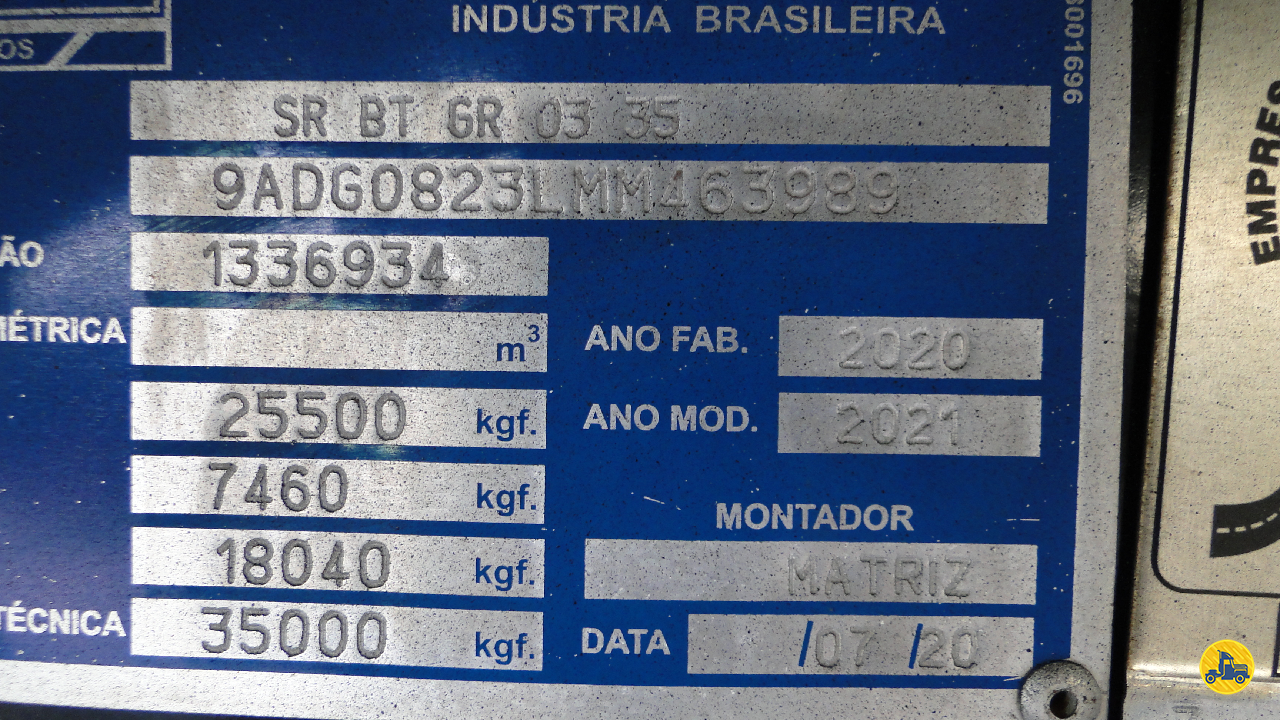 INDÚSTRIA BRASILEIRA
OS
6001696
SR BT GR 03 35
9ADG0823LMM463989
ÃO 1336934
MÉTRICA m³ ANO FAB. 2020
25500 kgf. ANO MOD. 2021
7460 kgf.
MONTADOR
18040 kgf. MATRIZ
TÉCNICA 35000 kgf. DATA /07 /20
EMPRES